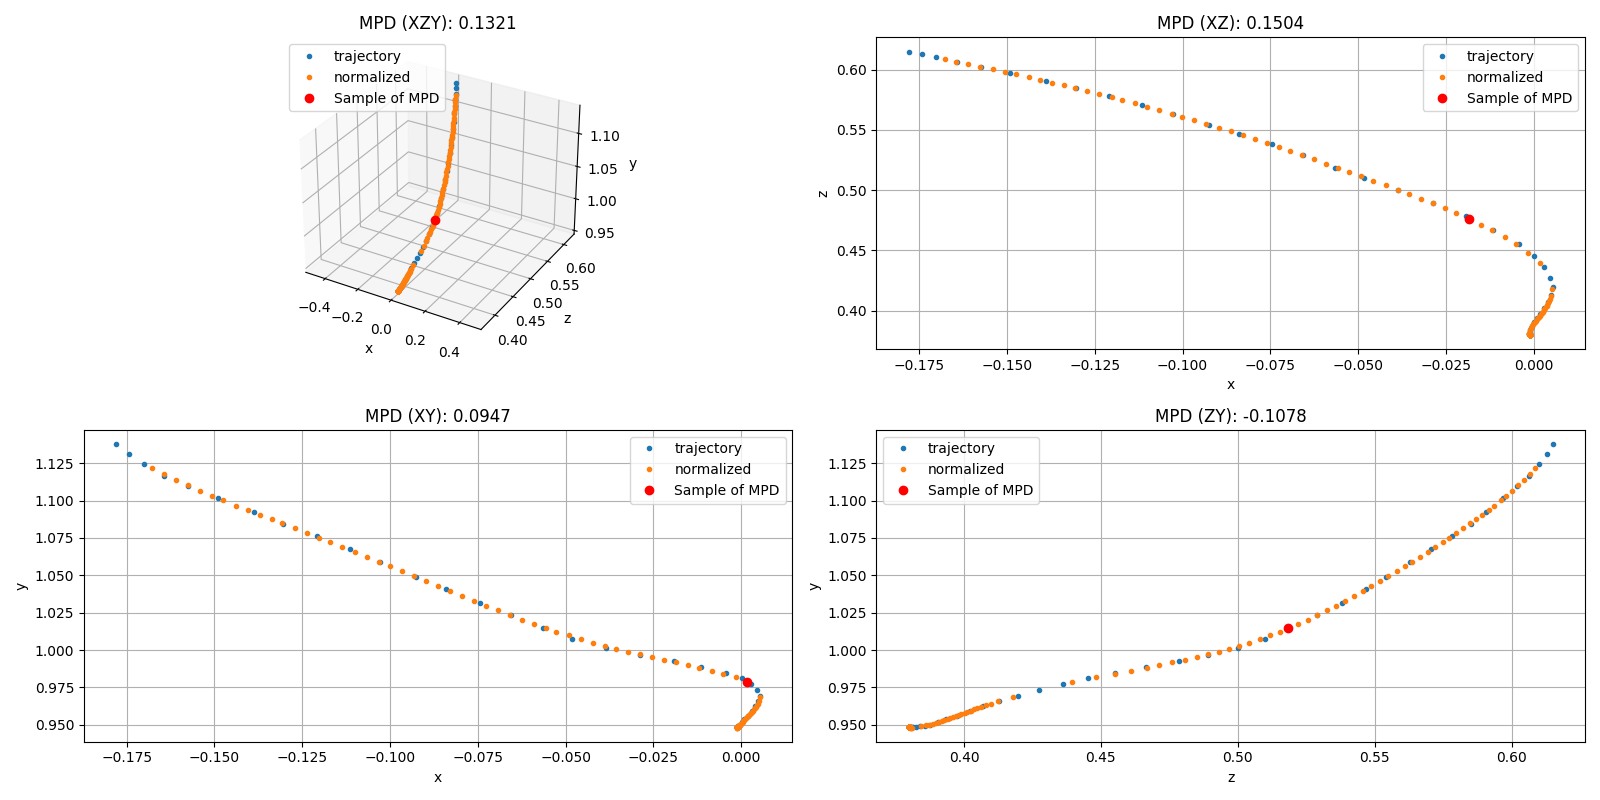 MPD (XZY): 0.1321
trajectory
normalized
Sample of MPD
1.10
y
1.05
1.00
0.95
0.60
0.55
0.50
z
0.45
0.40
−0.4
−0.2
0.0
0.2
0.4
x
MPD (XZ): 0.1504
trajectory
normalized
Sample of MPD
0.60
0.55
0.50
z
0.45
0.40
−0.175 −0.150 −0.125 −0.100 −0.075 −0.050 −0.025 0.000
x
MPD (XY): 0.0947
trajectory
normalized
Sample of MPD
1.125
1.100
1.075
1.050
1.025
1.000
0.975
0.950
y
−0.175 −0.150 −0.125 −0.100 −0.075 −0.050 −0.025 0.000
x
MPD (ZY): -0.1078
trajectory
normalized
Sample of MPD
1.125
1.100
1.075
1.050
1.025
1.000
0.975
0.950
y
0.40 0.45 0.50 0.55 0.60
z